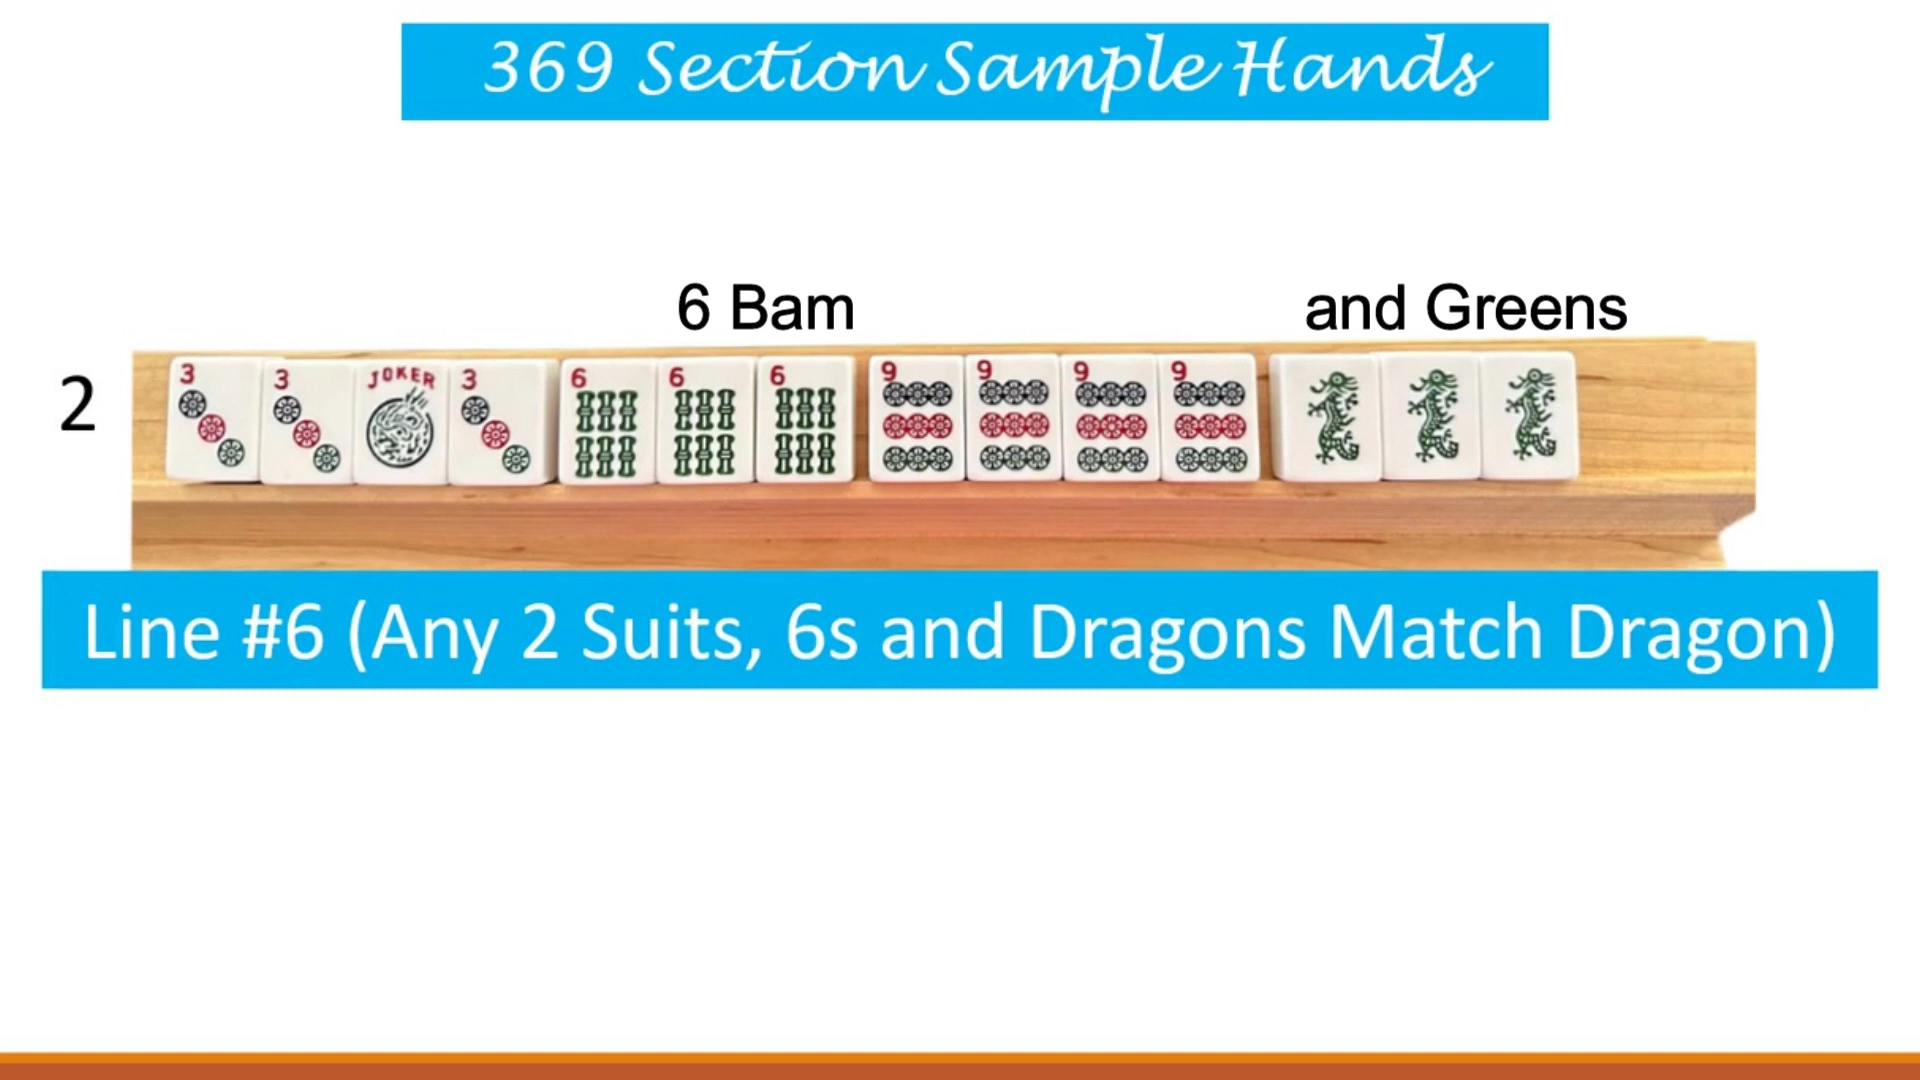 369 Section Sample Hands
6 Bam and Greens
2
3 3 JOKER 3 6 6 6 9 9 9 9
Line #6 (Any 2 Suits, 6s and Dragons Match Dragon)